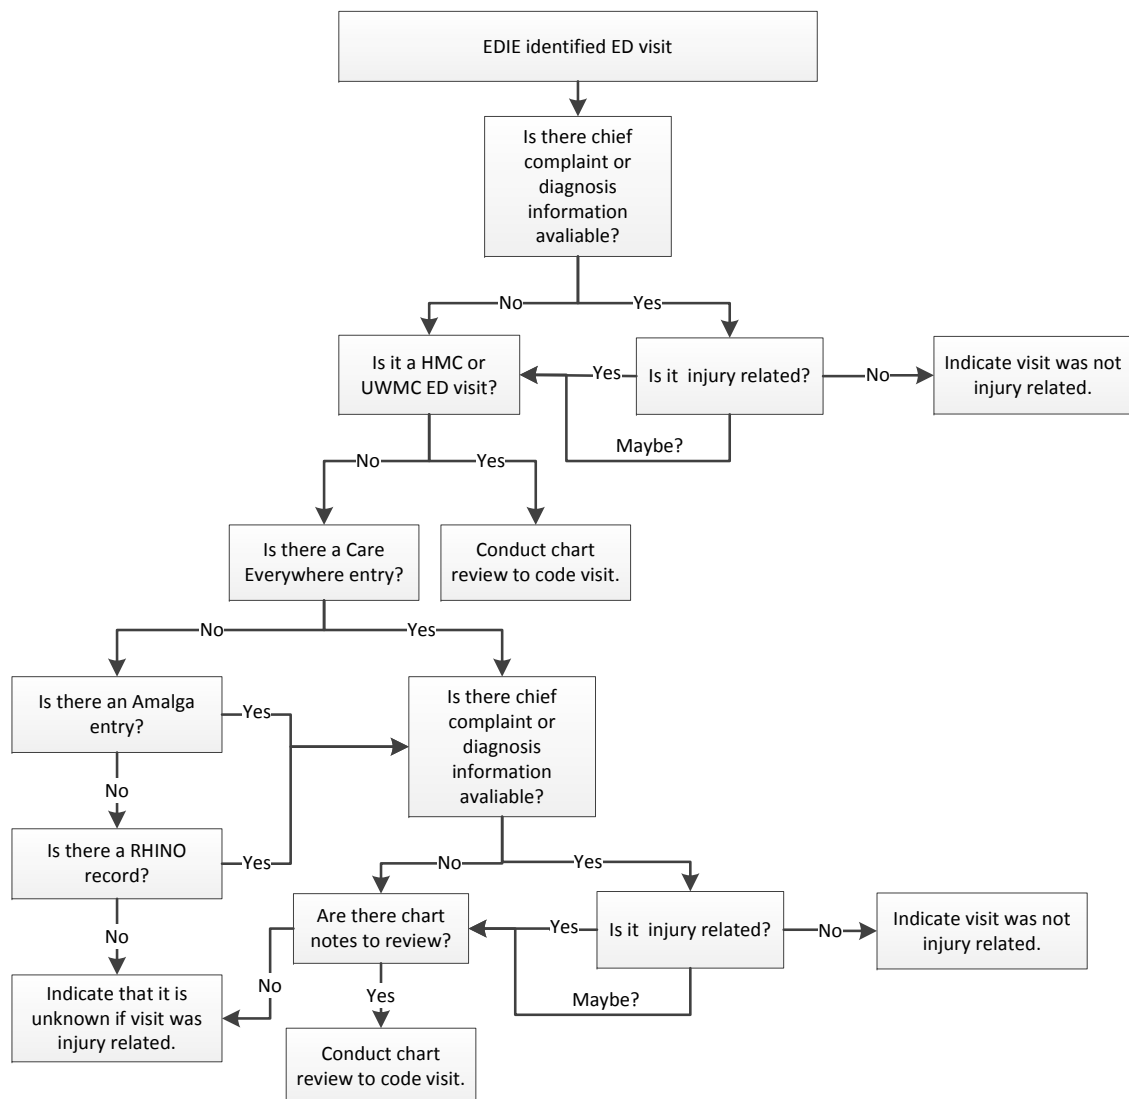 EDIE identified ED visit
Is there chief
complaint or
diagnosis
information
avaliable?
No
Yes
Is it a HMC or
UWMC ED visit?
Yes
Is it  injury related?
No
Indicate visit was not
injury related.
Maybe?
No
Yes
Is there a Care
Everywhere entry?
Conduct chart
review to code visit.
No
Yes
Is there an Amalga
entry?
Yes
Is there chief
complaint or
diagnosis
information
avaliable?
No
Is there a RHINO
record?
Yes
No
Yes
Are there chart
notes to review?
Yes
Is it  injury related?
No
Indicate visit was not
injury related.
No
No
Yes
Maybe?
Indicate that it is
unknown if visit was
injury related.
Conduct chart
review to code visit.